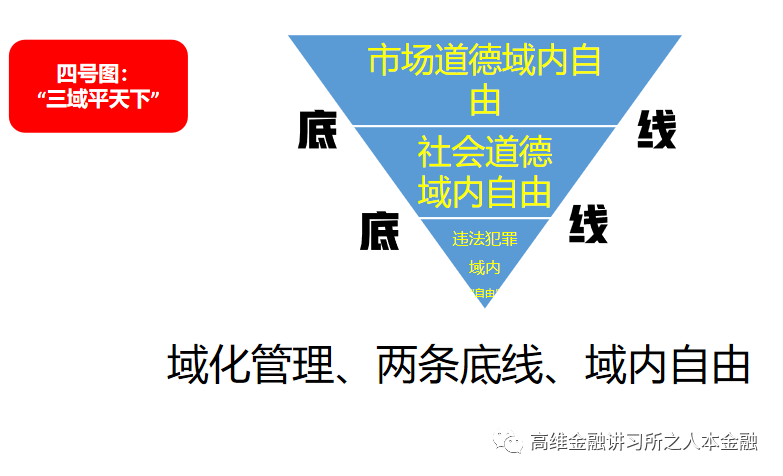 四号图：
“三域平天下”
市场道德域内自
由
底 线
社会道德
域内自由
底 线
违法犯罪
域内
自由
域化管理、两条底线、域内自由
高维金融讲习所之人本金融